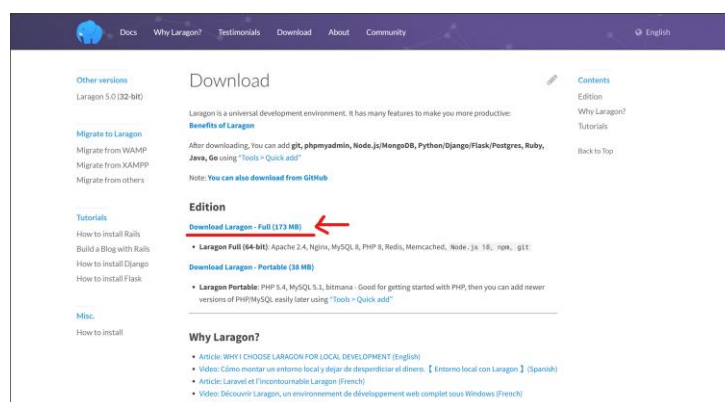 Docs Why Laragon? Testimonials Download About Community English
Other versions
Laragon 5.0 (32-bit)
Migrate to Laragon
Migrate from WAMP
Migrate from XAMPP
Migrate from others
Tutorials
How to install Rails
Build a Blog with Rails
How to install Django
How to install Flask
Misc.
How to install
Download
Laragon is a universal development environment. It has many features to make you more productive:
Benefits of Laragon
After downloading, You can add git, phpmyadmin, Node.js/MongoDB, Python/Django/Flask/Postgres, Ruby,
Java, Go using "Tools > Quick add"
Note: You can also download from GitHub
Edition
Download Laragon - Full (173 MB)
• Laragon Full (64-bit): Apache 2.4, Nginx, MySQL 8, PHP 8, Redis, Memcached, Node.js 18, npm, git
Download Laragon - Portable (38 MB)
• Laragon Portable: PHP 5.4, MySQL 5.1, bitmana - Good for getting started with PHP, then you can add newer
versions of PHP/MySQL easily later using "Tools > Quick add"
Why Laragon?
• Article: WHY I CHOOSE LARAGON FOR LOCAL DEVELOPMENT (English)
• Video: Cómo montar un entorno local y dejar de desperdiciar el dinero.【 Entorno local con Laragon 】 (Spanish)
• Article: Laravel et l'incontournable Laragon (French)
• Video: Découvrir Laragon, un environnement de développement web complet sous Windows (French)
Contents
Edition
Why Laragon?
Tutorials
Back to Top